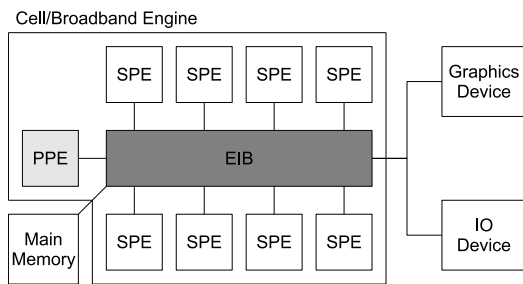 Cell/Broadband Engine
SPE SPE SPE SPE
Graphics
Device
PPE
EIB
Main
Memory
SPE SPE SPE SPE
IO
Device